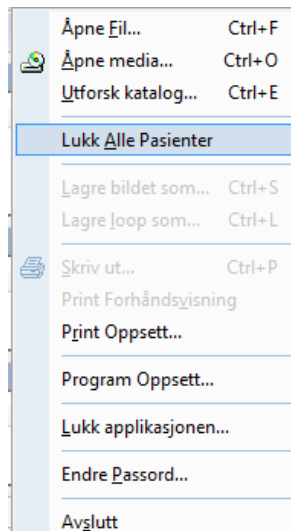 Åpne Fil... Ctrl+F
Åpne media... Ctrl+O
Utforsk katalog... Ctrl+E
Lukk Alle Pasienter
Lagre bildet som... Ctrl+S
Lagre loop som... Ctrl+L
Skriv ut... Ctrl+P
Print Forhåndsvisning
Print Oppsett...
Program Oppsett...
Lukk applikasjonen...
Endre Passord...
Avslutt